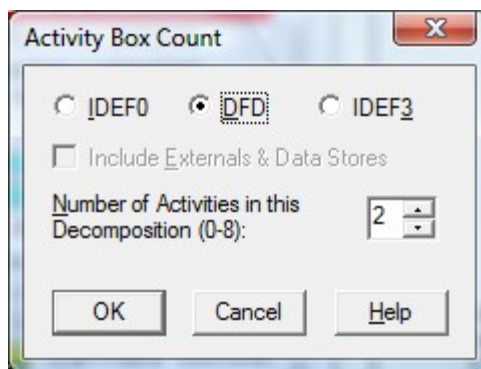 Activity Box Count
IDEF0 DFD IDEF3
Include Externals & Data Stores
Number of Activities in this
Decomposition (0-8):
2
OK Cancel Help